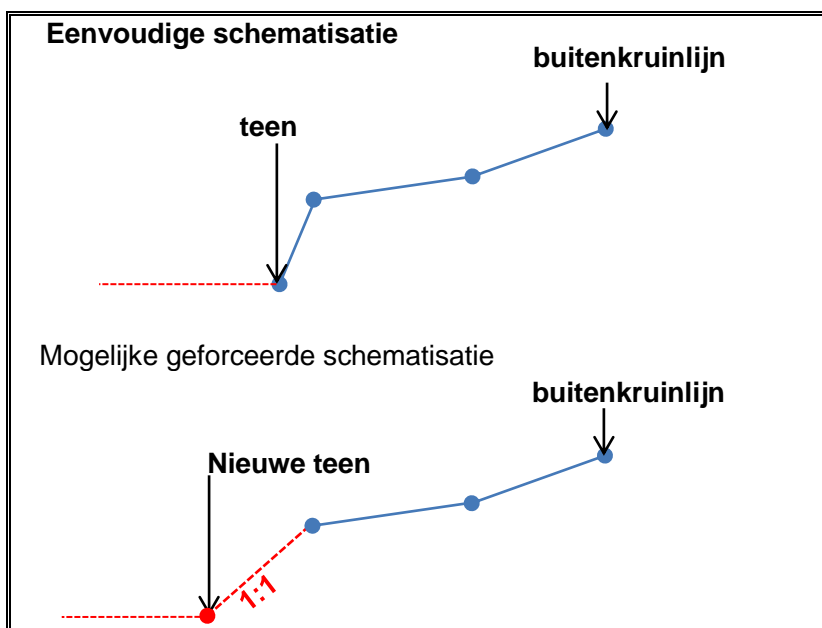 Eenvoudige schematisatie
buitenkruinlijn
teen
Mogelijke geforceerde schematisatie
buitenkruinlijn
Nieuwe teen
1:1